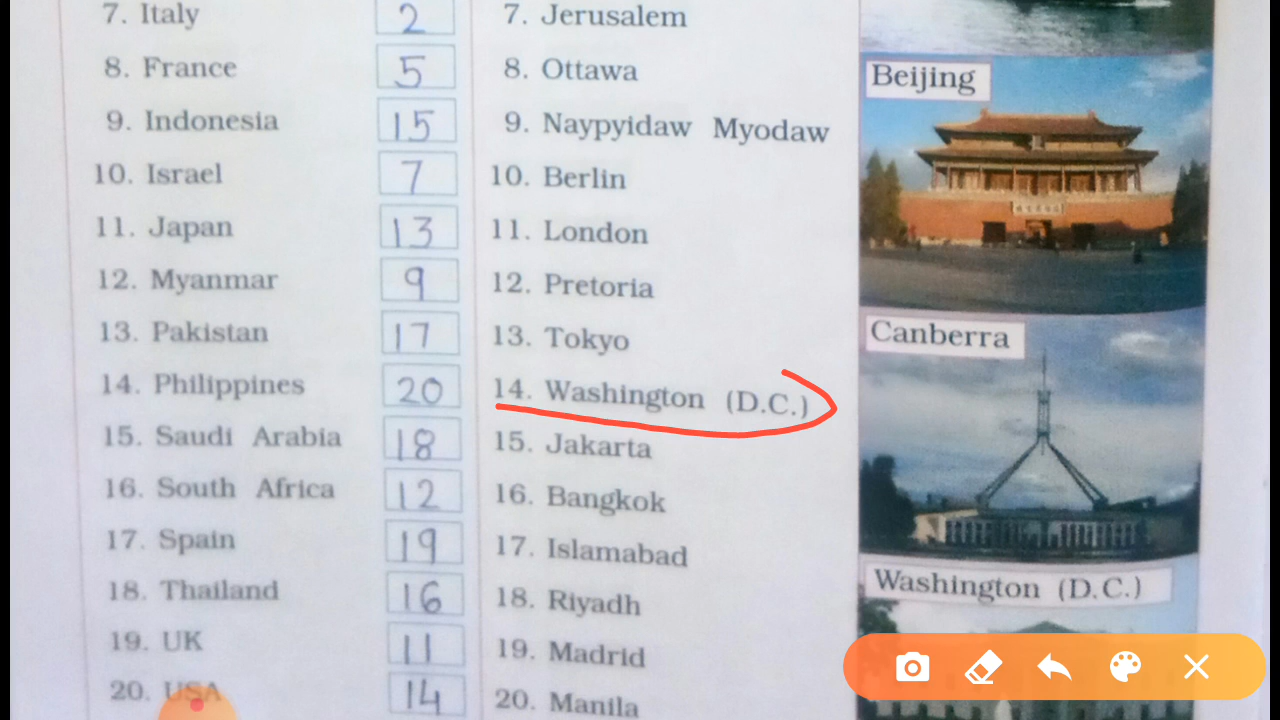 7. Italy 2 7. Jerusalem
8. France 5 8. Ottawa
9. Indonesia 15 9. Naypyidaw Myodaw
10. Israel 7 10. Berlin
11. Japan 13 11. London
12. Myanmar 9 12. Pretoria
13. Pakistan 17 13. Tokyo
14. Philippines 20 14. Washington (D.C.)
15. Saudi Arabia 18 15. Jakarta
16. South Africa 12 16. Bangkok
17. Spain 19 17. Islamabad
18. Thailand 16 18. Riyadh
19. UK 11 19. Madrid
20. USA 14 20. Manila
Beijing
Canberra
Washington (D.C.)